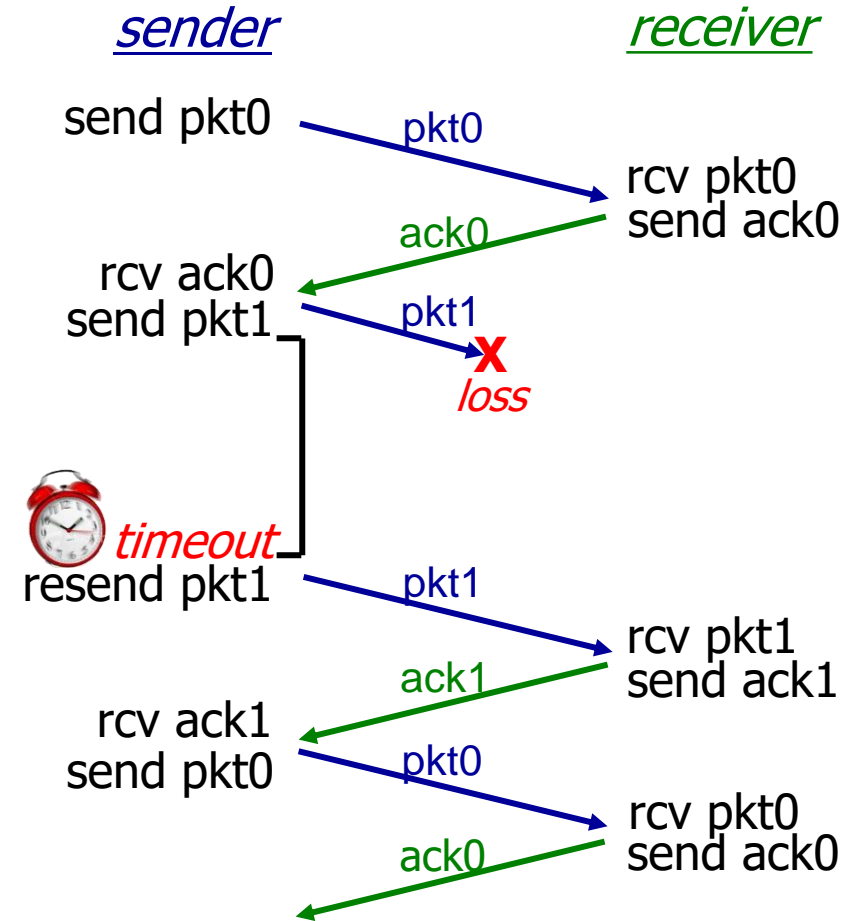 sender
receiver
send pkt0
pkt0
rcv pkt0
send ack0
ack0
rcv ack0
send pkt1
pkt1
X
loss
timeout
resend pkt1
pkt1
rcv pkt1
send ack1
ack1
rcv ack1
send pkt0
pkt0
rcv pkt0
send ack0
ack0